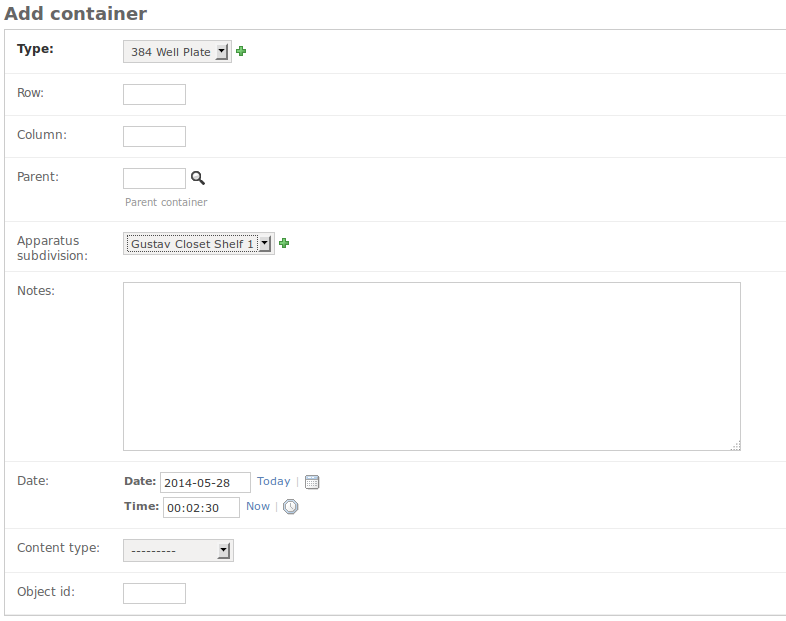 Add container
Type: 384 Well Plate
Row:
Column:
Parent:
Parent container
Apparatus
subdivision: Gustav Closet Shelf 1
Notes:
Date: Date: 2014-05-28 Today |
Time: 00:02:30 Now |
Content type: ---------
Object id: